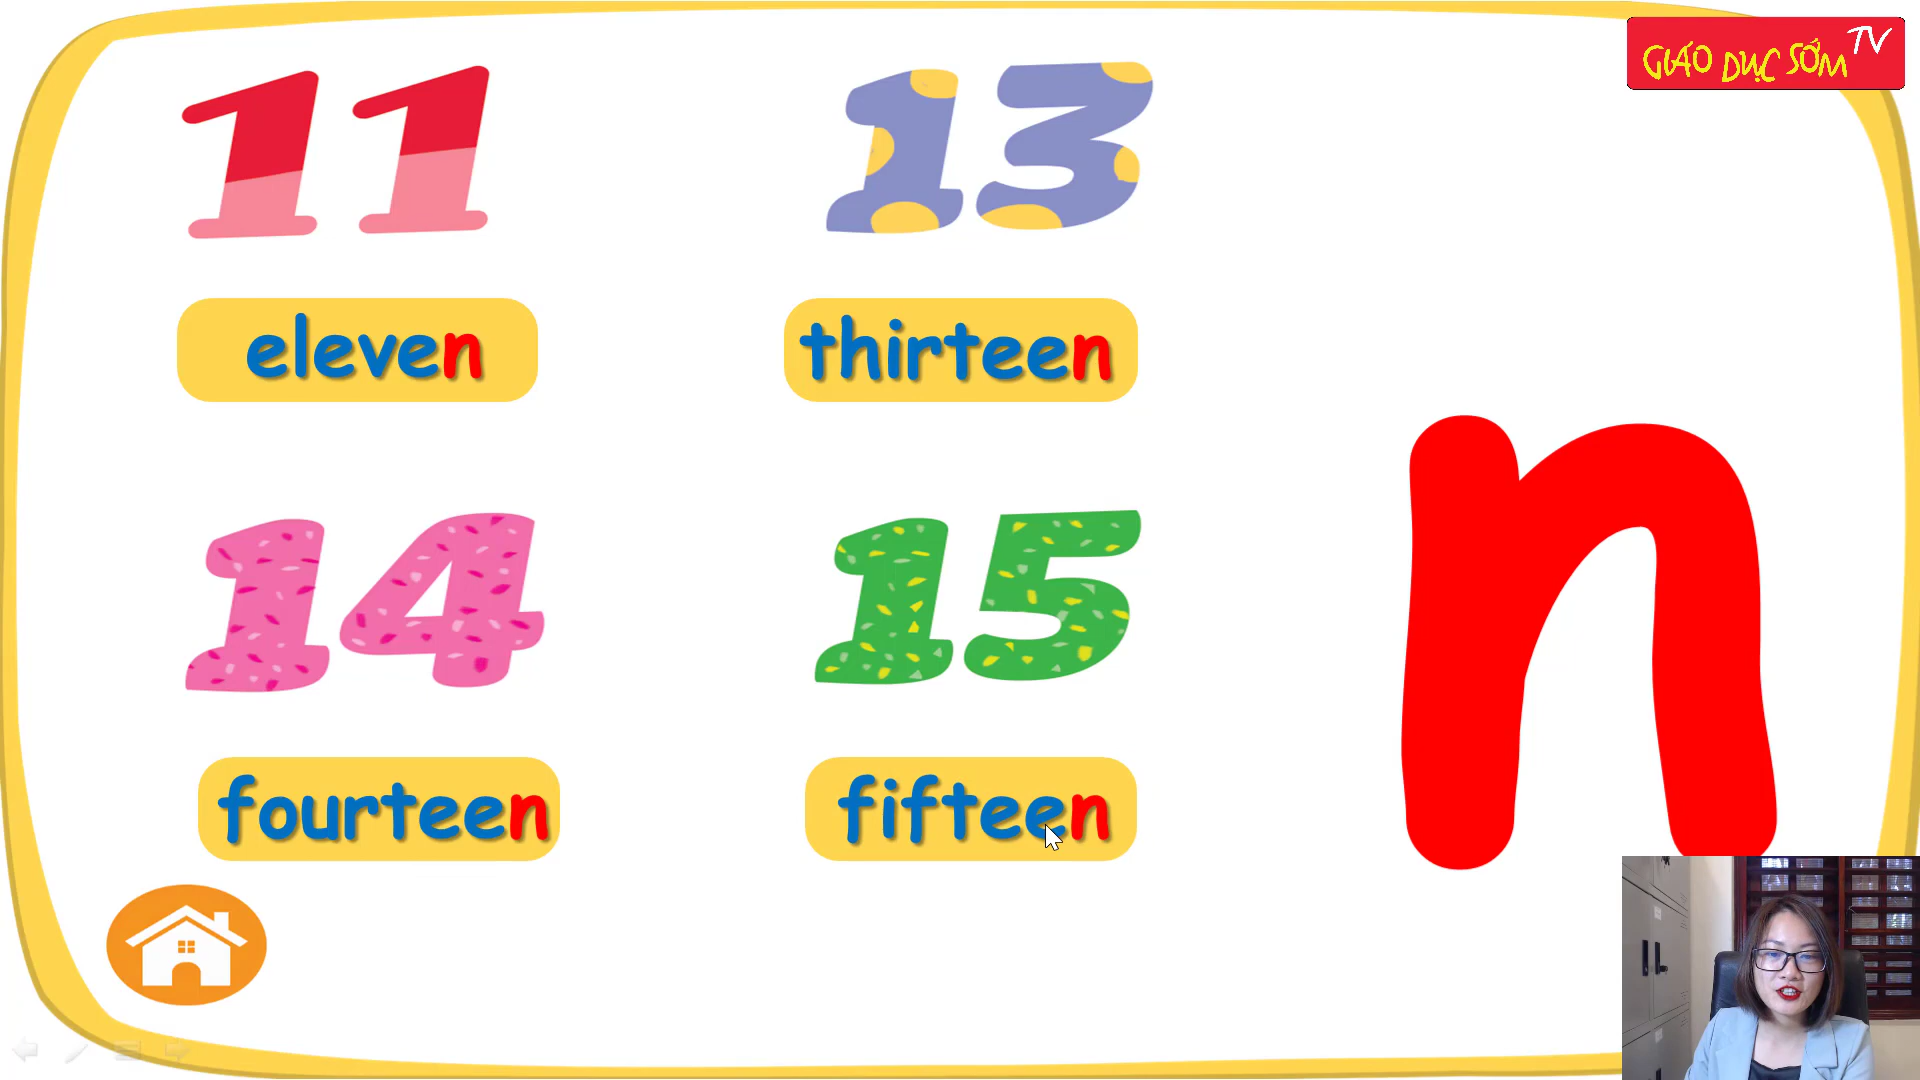 GIÁO DỤC SỚM TV
11 13
eleven thirteen
n
14 15
fourteen fifteen